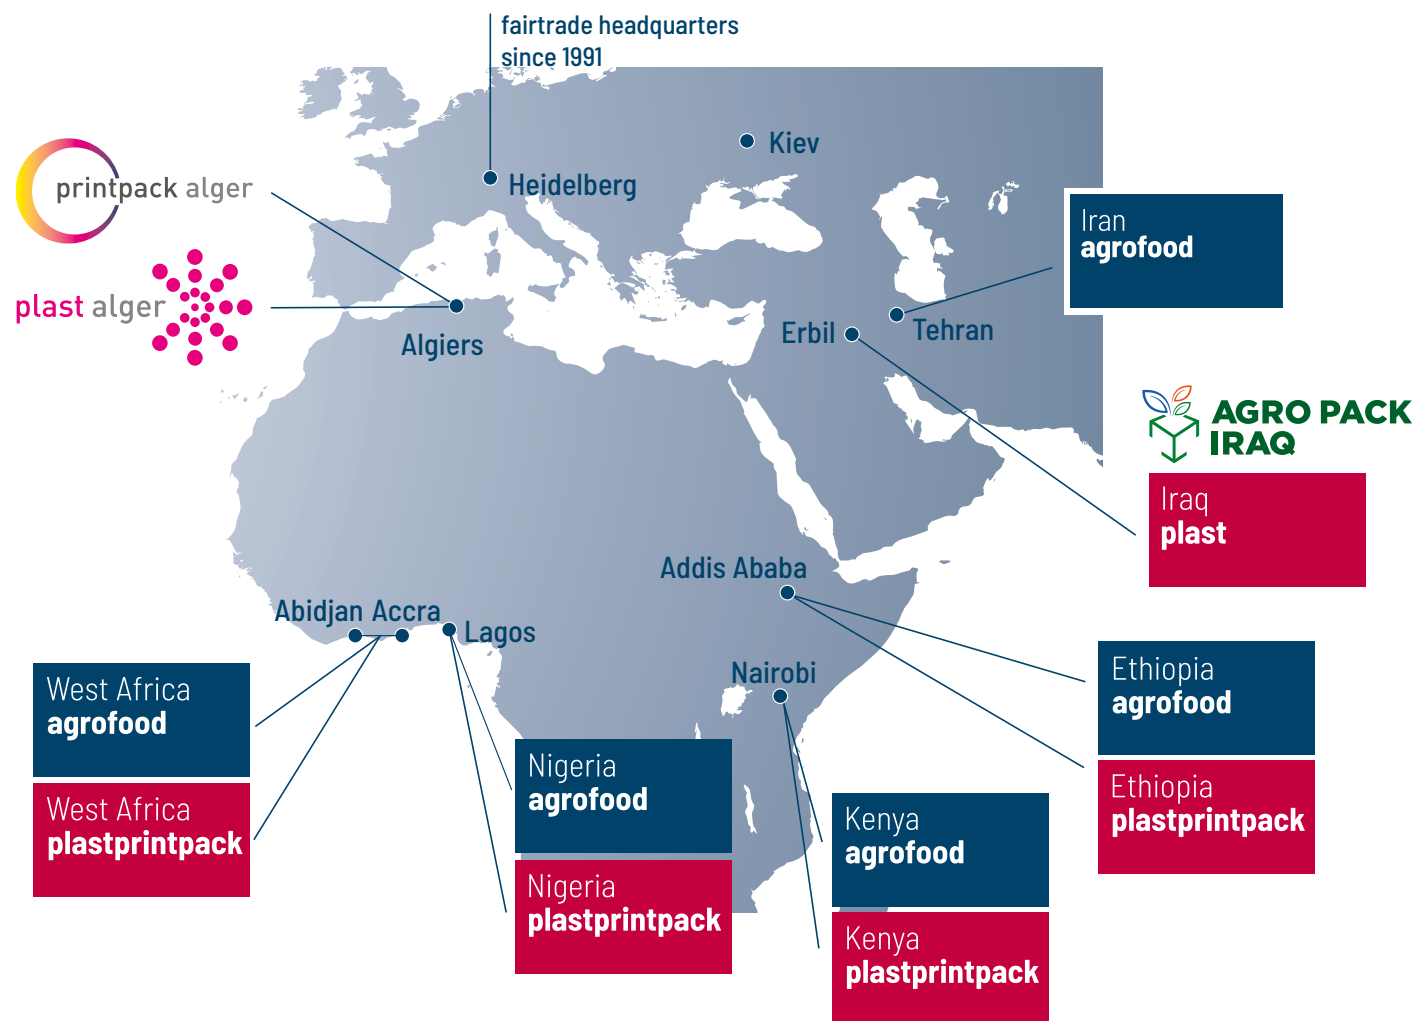 fairtrade headquarters
since 1991
Kiev
Heidelberg
printpack alger
plast alger
Algiers
Erbil
Tehran
Iran
agrofood
AGRO PACK
IRAQ
Iraq
plast
Addis Ababa
Abidjan
Accra
Lagos
Nairobi
West Africa
agrofood
West Africa
plastprintpack
Nigeria
agrofood
Nigeria
plastprintpack
Kenya
agrofood
Kenya
plastprintpack
Ethiopia
agrofood
Ethiopia
plastprintpack